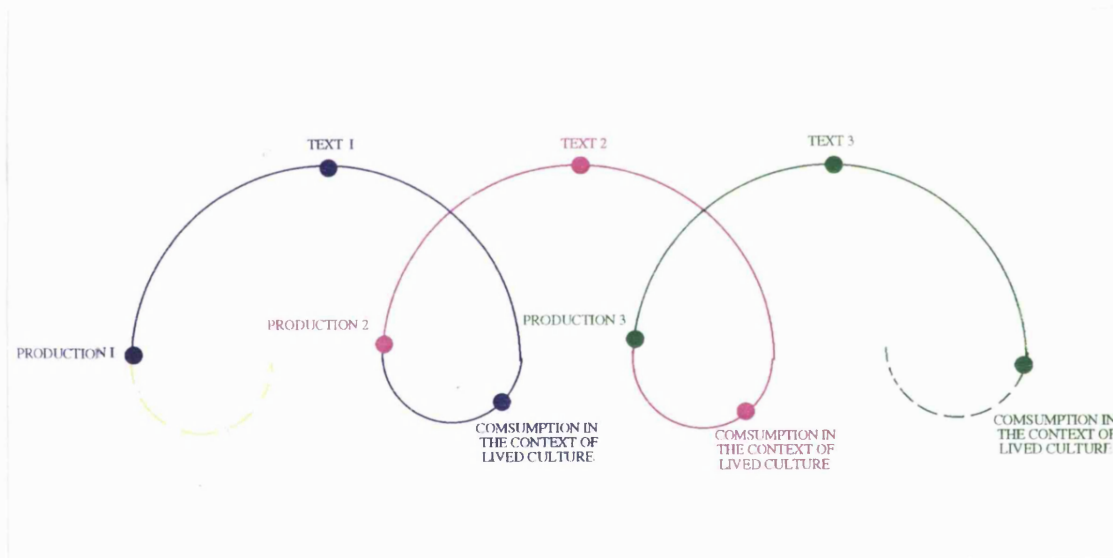 TEXT 1
TEXT 2
TEXT 3
PRODUCTION 1
PRODUCTION 2
PRODUCTION 3
COMSUMPTION IN
THE CONTEXT OF
LIVED CULTURE
COMSUMPTION IN
THE CONTEXT OF
LIVED CULTURE
COMSUMPTION IN
THE CONTEXT OF
LIVED CULTURE